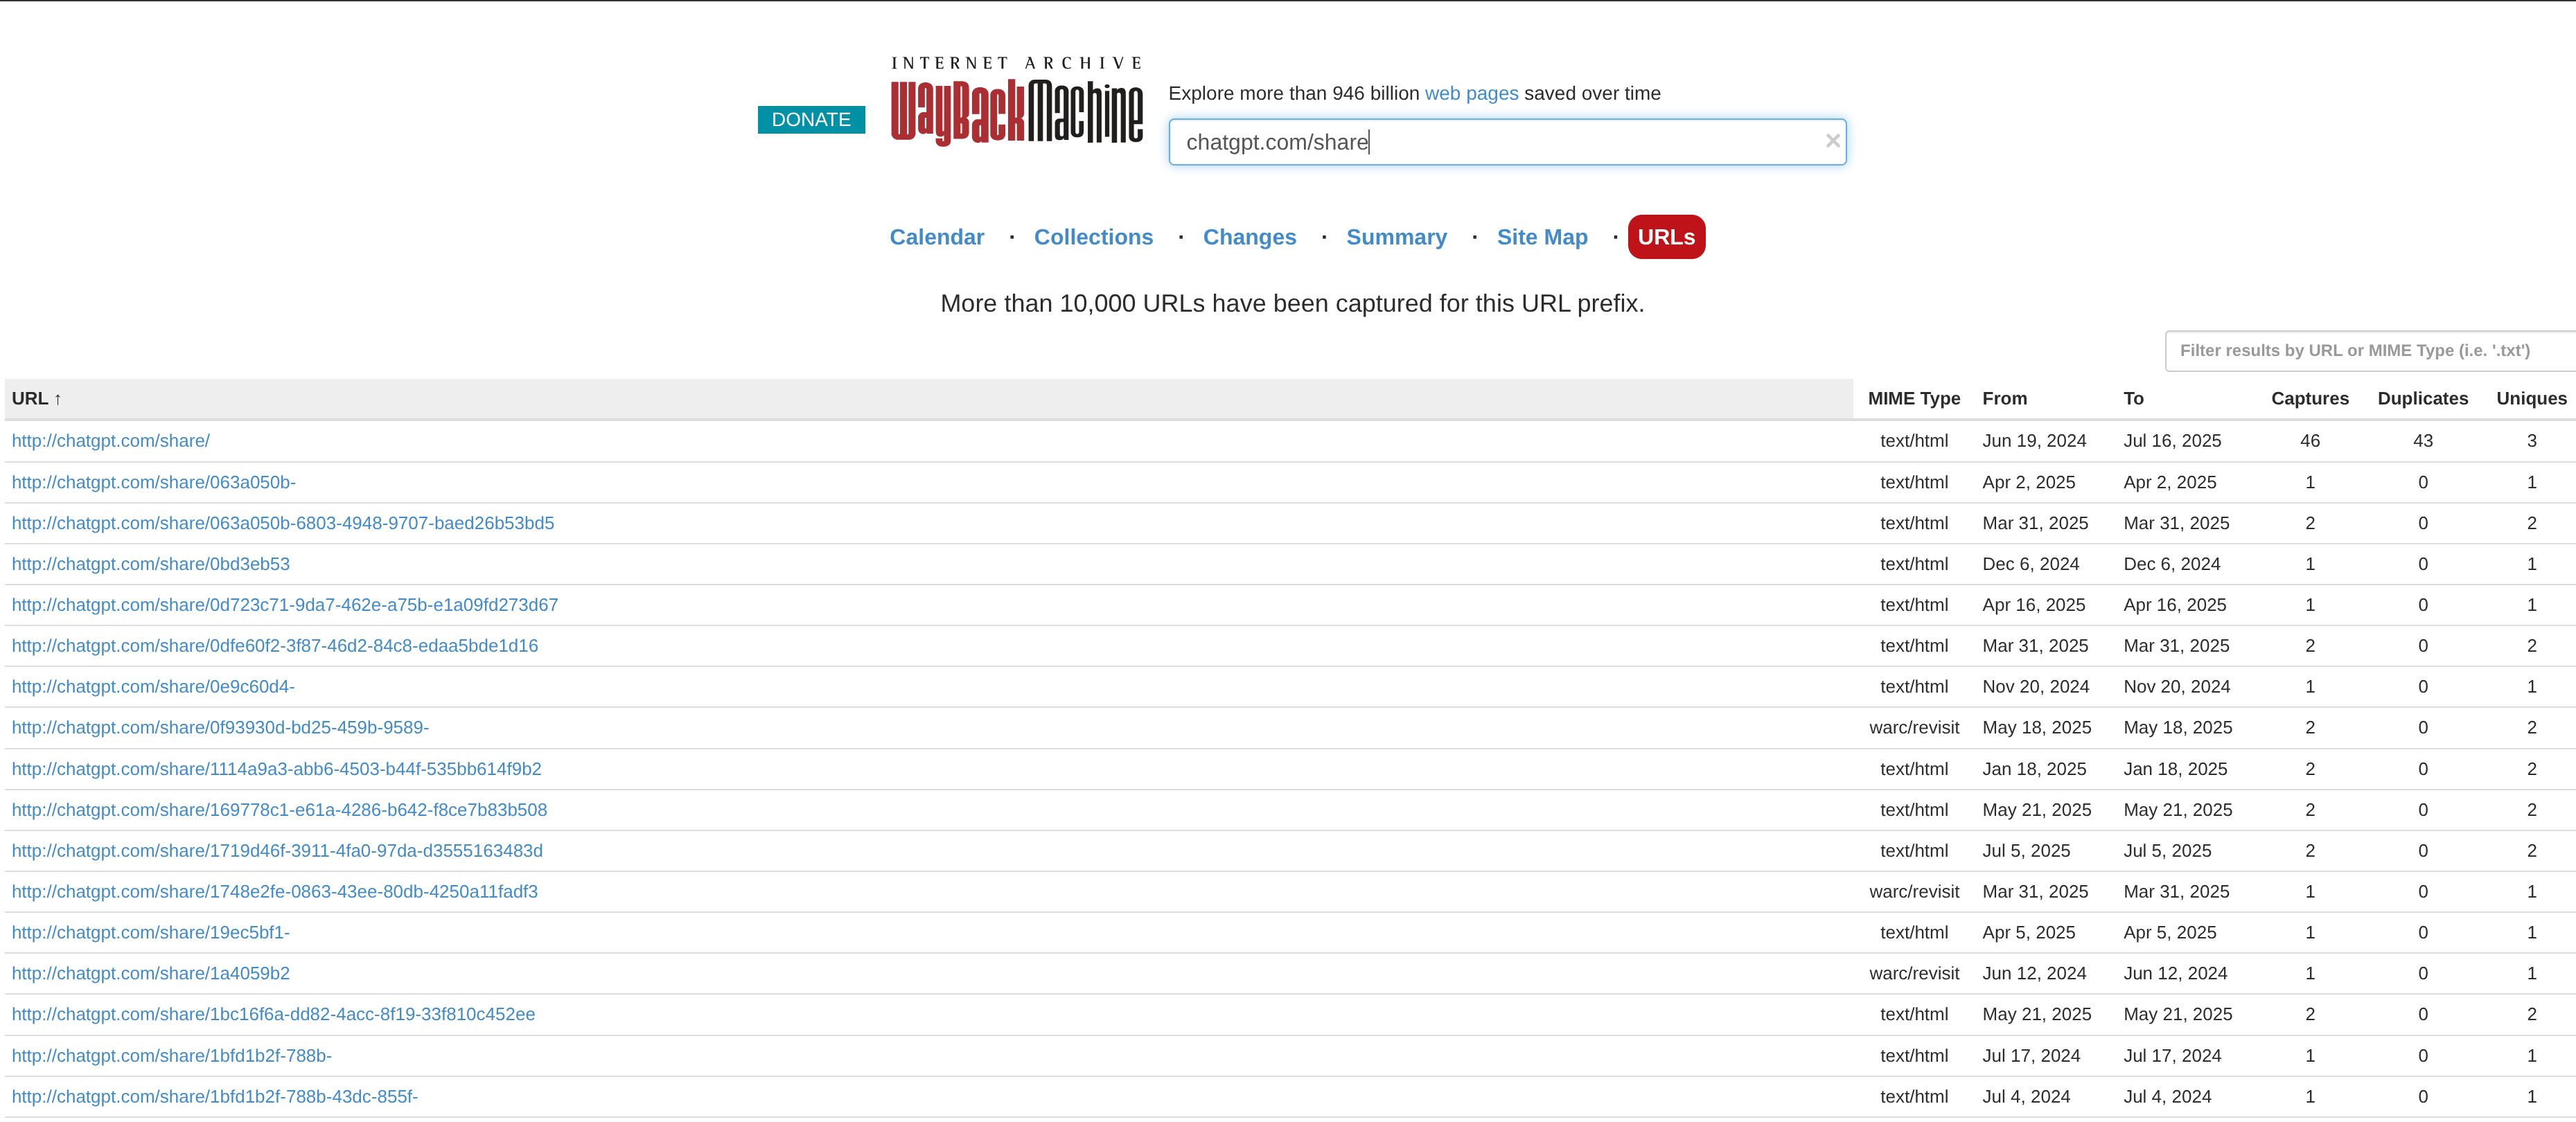 INTERNET ARCHIVE
WayBackMachine
DONATE
Explore more than 946 billion web pages saved over time
chatgpt.com/share ×
Calendar · Collections · Changes · Summary · Site Map · URLs
More than 10,000 URLs have been captured for this URL prefix.
Filter results by URL or MIME Type (i.e. '.txt')
URL ↑ MIME Type From To Captures Duplicates Uniques
http://chatgpt.com/share/ text/html Jun 19, 2024 Jul 16, 2025 46 43 3
http://chatgpt.com/share/063a050b- text/html Apr 2, 2025 Apr 2, 2025 1 0 1
http://chatgpt.com/share/063a050b-6803-4948-9707-baed26b53bd5 text/html Mar 31, 2025 Mar 31, 2025 2 0 2
http://chatgpt.com/share/0bd3eb53 text/html Dec 6, 2024 Dec 6, 2024 1 0 1
http://chatgpt.com/share/0d723c71-9da7-462e-a75b-e1a09fd273d67 text/html Apr 16, 2025 Apr 16, 2025 1 0 1
http://chatgpt.com/share/0dfe60f2-3f87-46d2-84c8-edaa5bde1d16 text/html Mar 31, 2025 Mar 31, 2025 2 0 2
http://chatgpt.com/share/0e9c60d4- text/html Nov 20, 2024 Nov 20, 2024 1 0 1
http://chatgpt.com/share/0f93930d-bd25-459b-9589- warc/revisit May 18, 2025 May 18, 2025 2 0 2
http://chatgpt.com/share/1114a9a3-abb6-4503-b44f-535bb614f9b2 text/html Jan 18, 2025 Jan 18, 2025 2 0 2
http://chatgpt.com/share/169778c1-e61a-4286-b642-f8ce7b83b508 text/html May 21, 2025 May 21, 2025 2 0 2
http://chatgpt.com/share/1719d46f-3911-4fa0-97da-d3555163483d text/html Jul 5, 2025 Jul 5, 2025 2 0 2
http://chatgpt.com/share/1748e2fe-0863-43ee-80db-4250a11fadf3 warc/revisit Mar 31, 2025 Mar 31, 2025 1 0 1
http://chatgpt.com/share/19ec5bf1- text/html Apr 5, 2025 Apr 5, 2025 1 0 1
http://chatgpt.com/share/1a4059b2 warc/revisit Jun 12, 2024 Jun 12, 2024 1 0 1
http://chatgpt.com/share/1bc16f6a-dd82-4acc-8f19-33f810c452ee text/html May 21, 2025 May 21, 2025 2 0 2
http://chatgpt.com/share/1bfd1b2f-788b- text/html Jul 17, 2024 Jul 17, 2024 1 0 1
http://chatgpt.com/share/1bfd1b2f-788b-43dc-855f- text/html Jul 4, 2024 Jul 4, 2024 1 0 1